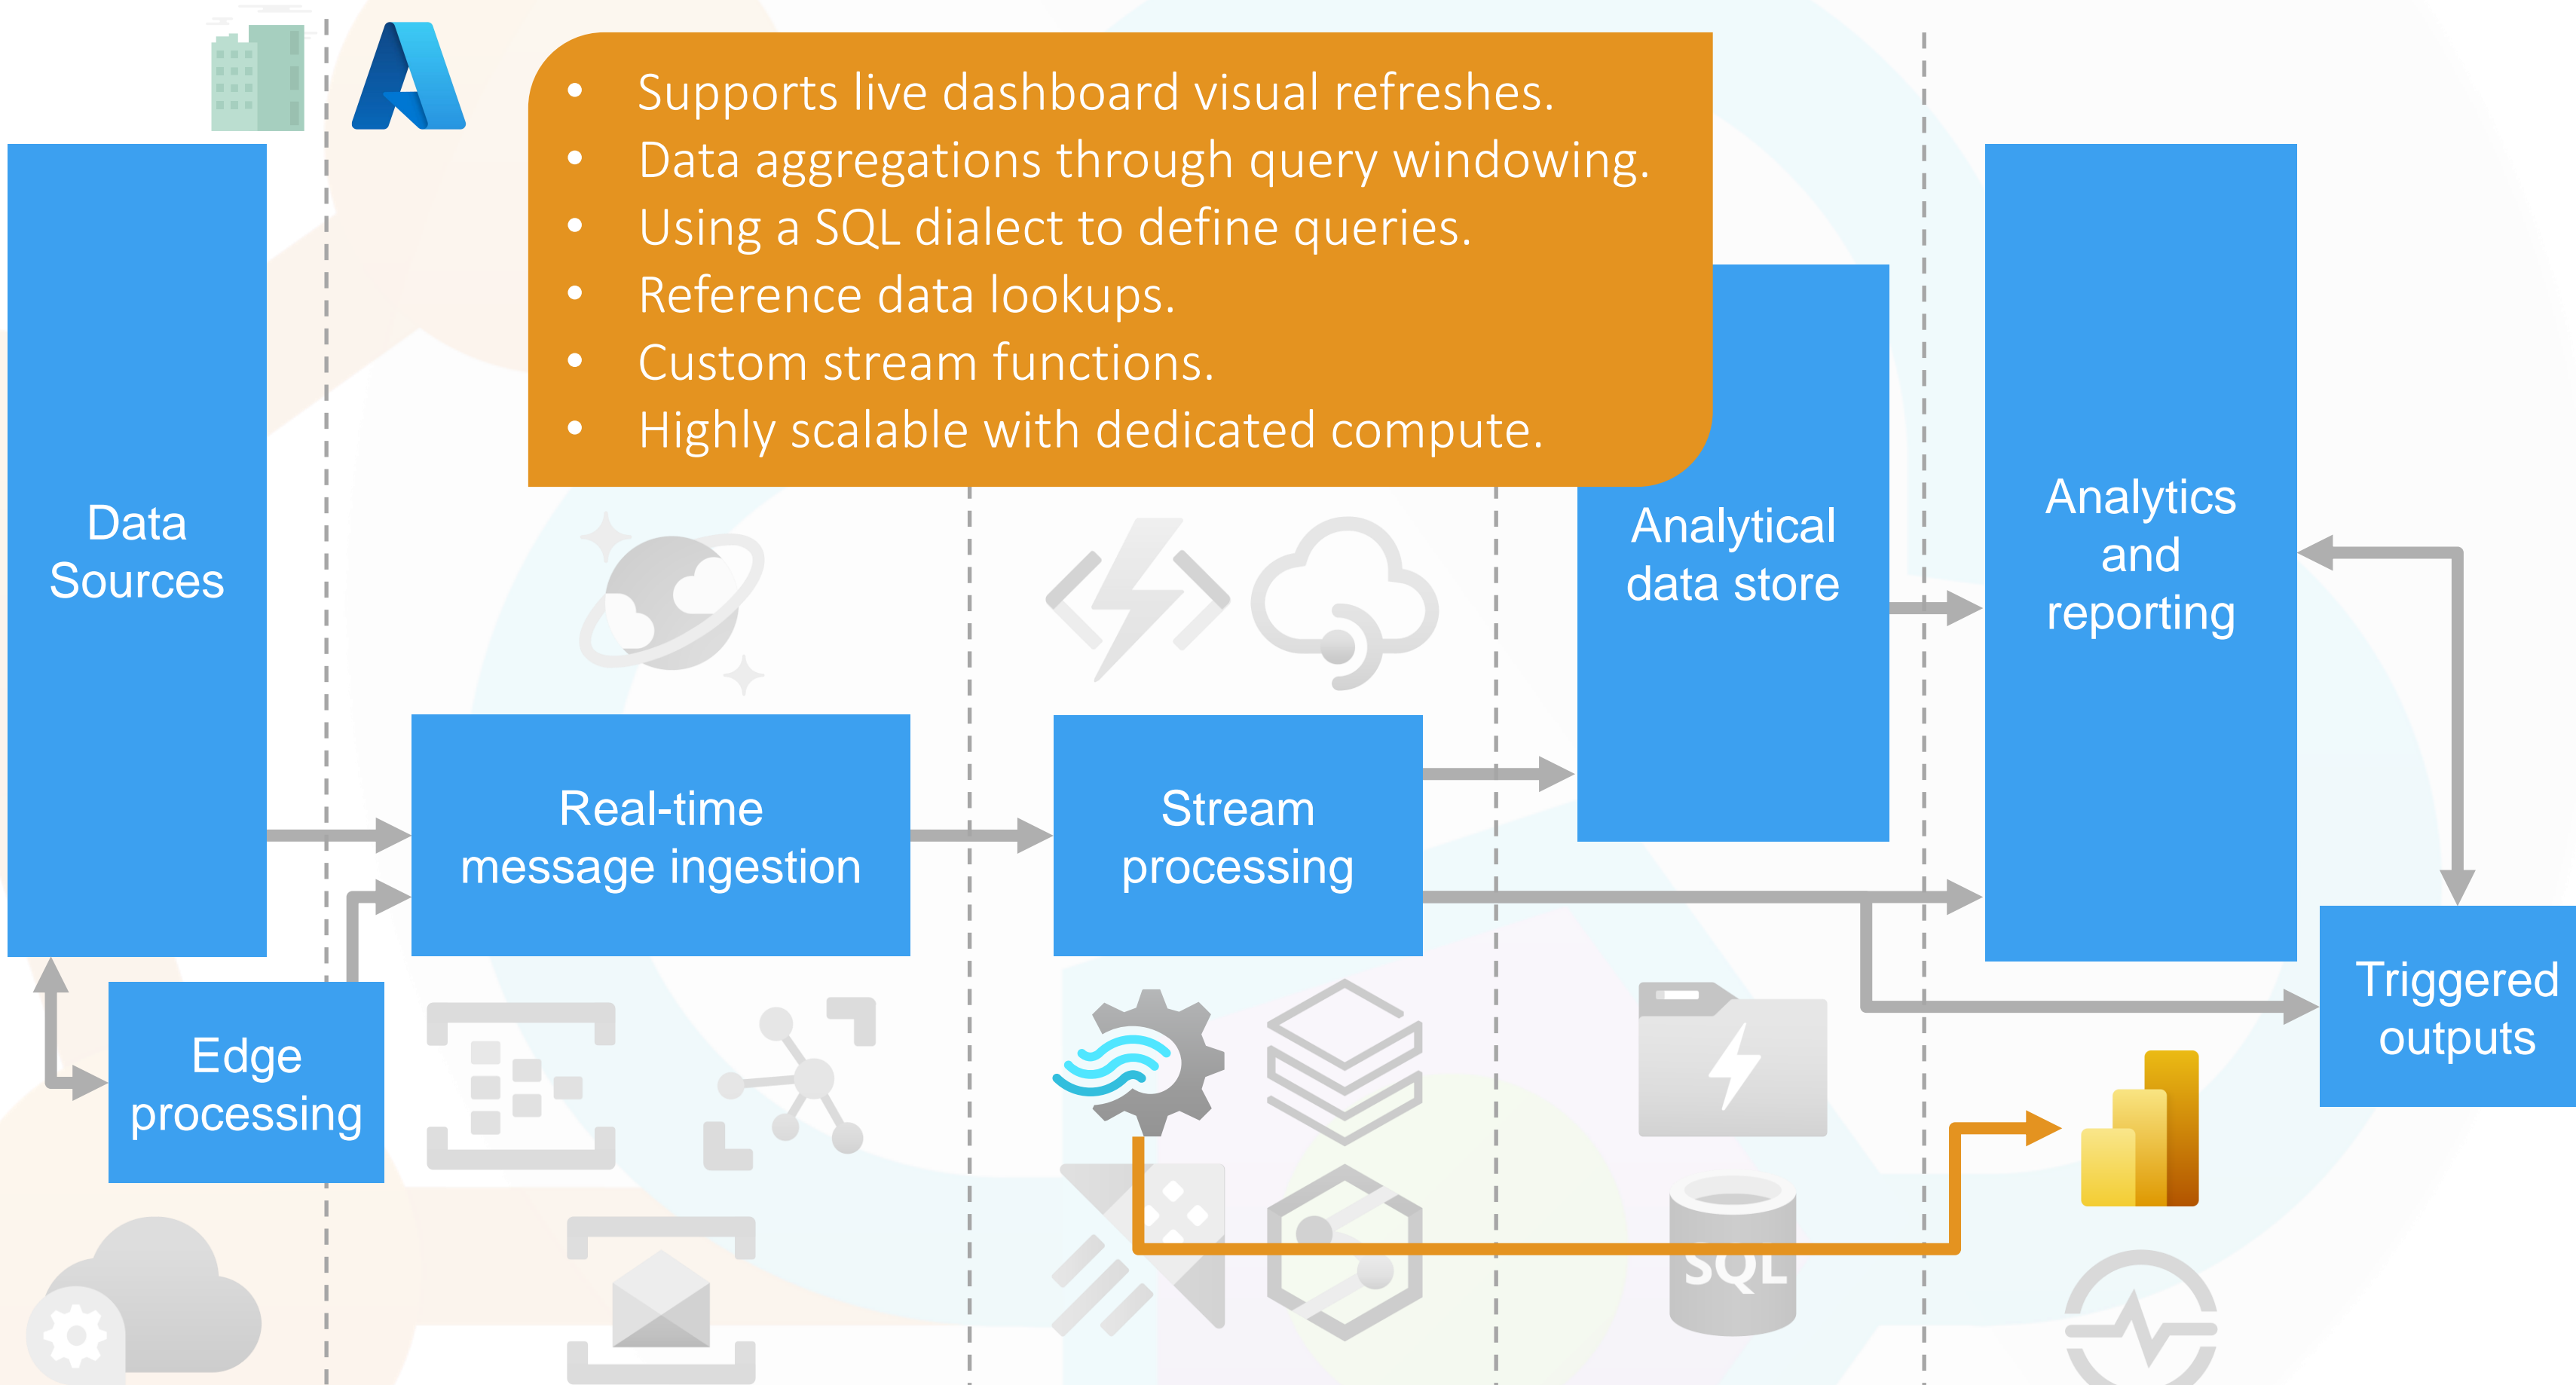 • Supports live dashboard visual refreshes.
• Data aggregations through query windowing.
• Using a SQL dialect to define queries.
• Reference data lookups.
• Custom stream functions.
• Highly scalable with dedicated compute.
Data
Sources
Edge
processing
Real-time
message ingestion
Stream
processing
Analytical
data store
Analytics
and
reporting
Triggered
outputs
SQL